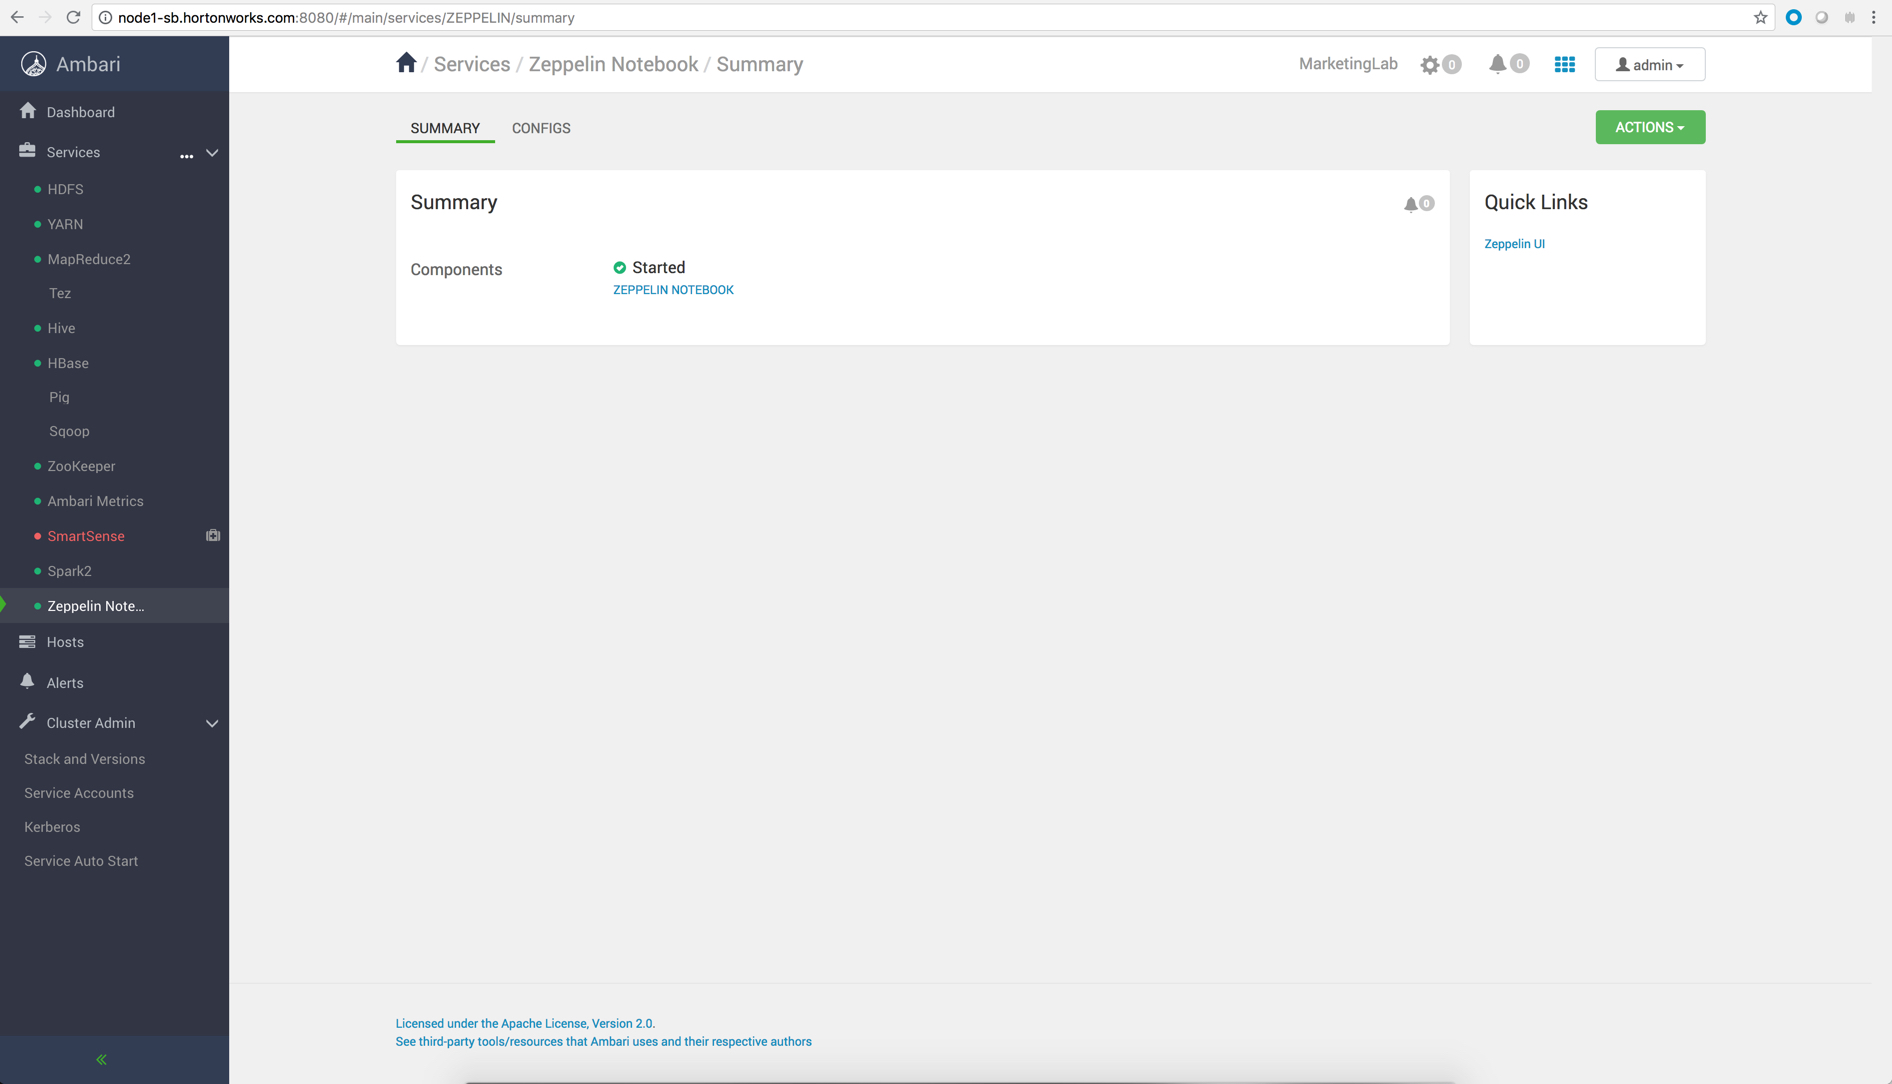 node1-sb.hortonworks.com:8080/#/main/services/ZEPPELIN/summary
Ambari
/ Services / Zeppelin Notebook / Summary
MarketingLab
0
0
admin
Dashboard
Services
...
HDFS
YARN
MapReduce2
Tez
Hive
HBase
Pig
Sqoop
ZooKeeper
Ambari Metrics
SmartSense
Spark2
Zeppelin Note...
Hosts
Alerts
Cluster Admin
Stack and Versions
Service Accounts
Kerberos
Service Auto Start
SUMMARY
CONFIGS
ACTIONS
Summary
0
Components
Started
ZEPPELIN NOTEBOOK
Quick Links
Zeppelin UI
Licensed under the Apache License, Version 2.0.
See third-party tools/resources that Ambari uses and their respective authors